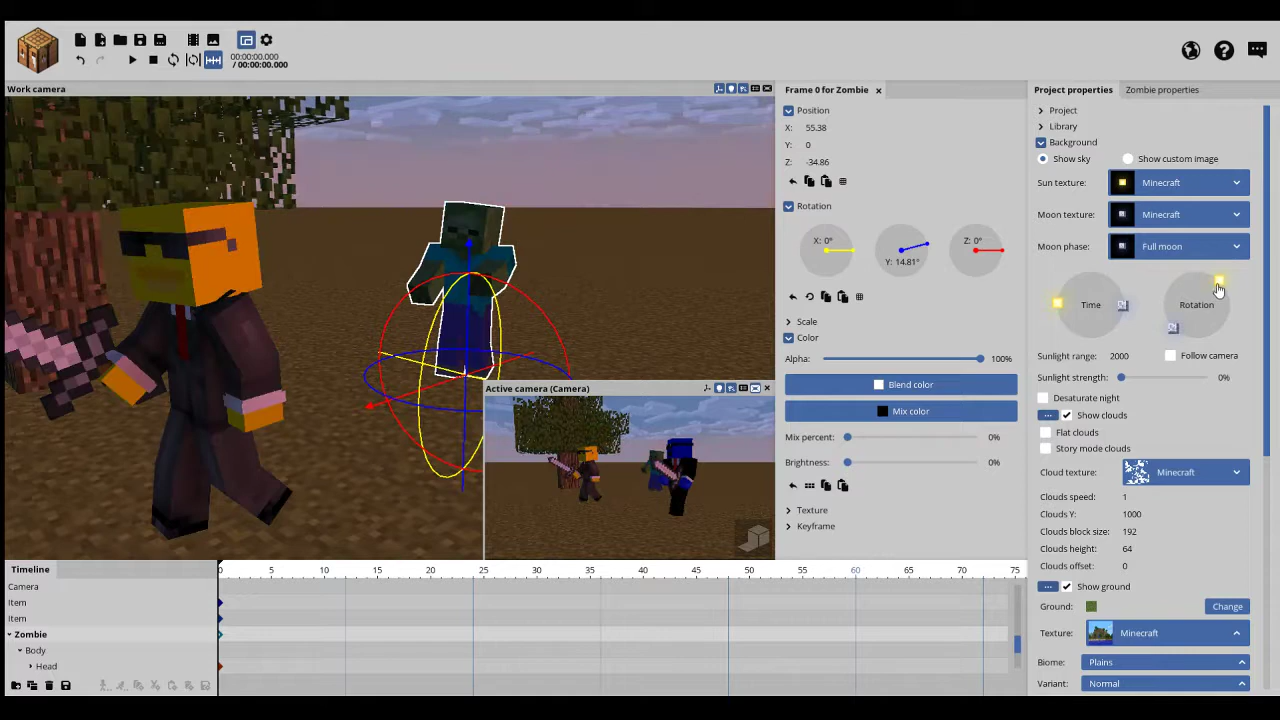 00:00:00.000
/ 00:00:00.000
Work camera
Active camera (Camera)
Frame 0 for Zombie
Position
X: 55.38
Y: 0
Z: -34.86
Rotation
X: 0°
Y: 14.81°
Z: 0°
Scale
Color
Alpha: 100%
Blend color
Mix color
Mix percent: 0%
Brightness: 0%
Texture
Keyframe
Project properties Zombie properties
Project
Library
Background
Show sky Show custom image
Sun texture: Minecraft
Moon texture: Minecraft
Moon phase: Full moon
Time Rotation
Sunlight range: 2000 Follow camera
Sunlight strength: 0%
Desaturate night
Show clouds
Flat clouds
Story mode clouds
Cloud texture: Minecraft
Clouds speed: 1
Clouds Y: 1000
Clouds block size: 192
Clouds height: 64
Clouds offset: 0
Show ground
Ground: Change
Texture: Minecraft
Biome: Plains
Variant: Normal
Timeline
0 5 10 15 20 25 30 35 40 45 50 55 60 65 70 75
Camera
Item
Item
Zombie
Body
Head